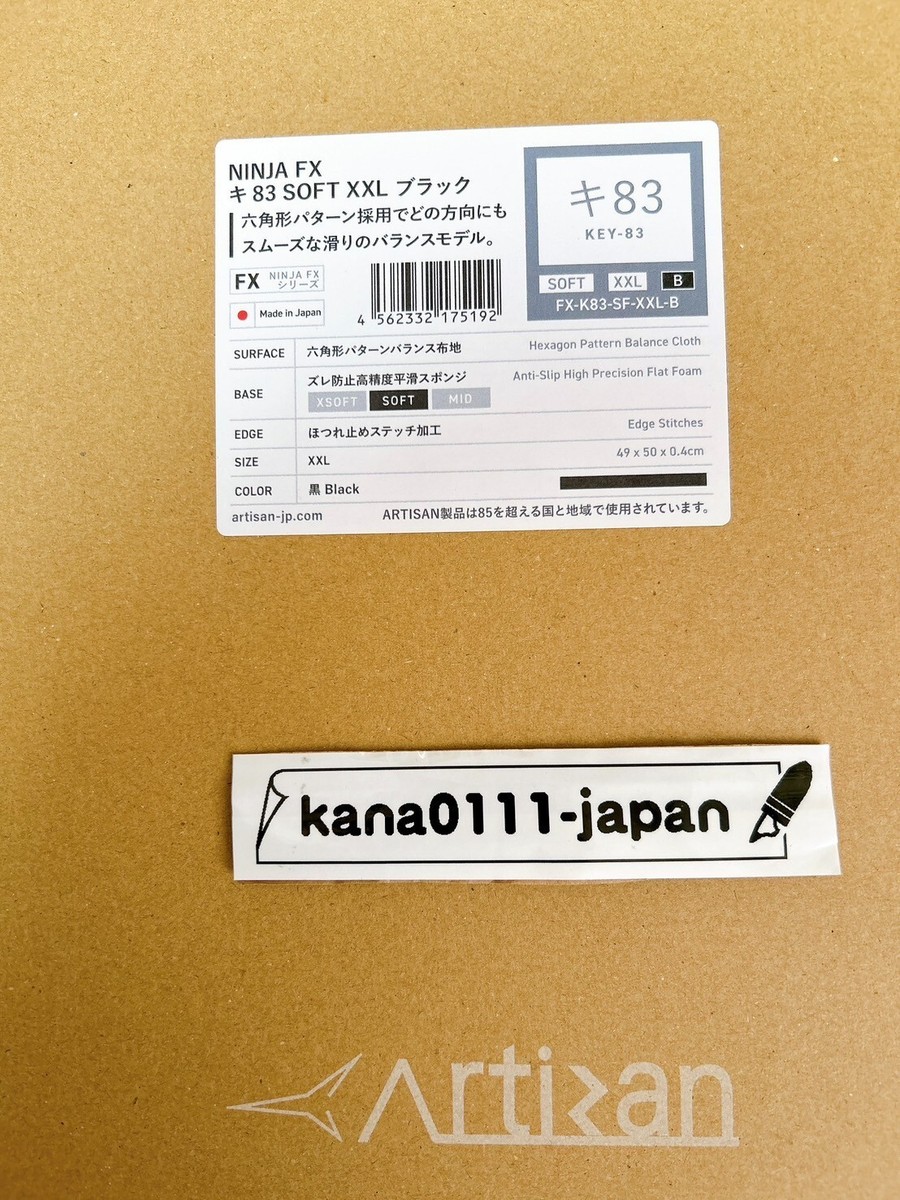 NINJA FX
キ83 SOFT XXL ブラック
六角形パターン採用でどの方向にも
スムーズな滑りのバランスモデル。
FX NINJA FX
シリーズ
Made in Japan
4 562332 175192
キ83
KEY-83
SOFT XXL B
FX-K83-SF-XXL-B
SURFACE 六角形パターンバランス布地 Hexagon Pattern Balance Cloth
BASE ズレ防止高精度平滑スポンジ Anti-Slip High Precision Flat Foam
XSOFT SOFT MID
EDGE ほつれ止めステッチ加工 Edge Stitches
SIZE XXL 49 x 50 x 0.4cm
COLOR 黒 Black
artisan-jp.com ARTISAN製品は85を超える国と地域で使用されています。
kana0111-japan
Artisan